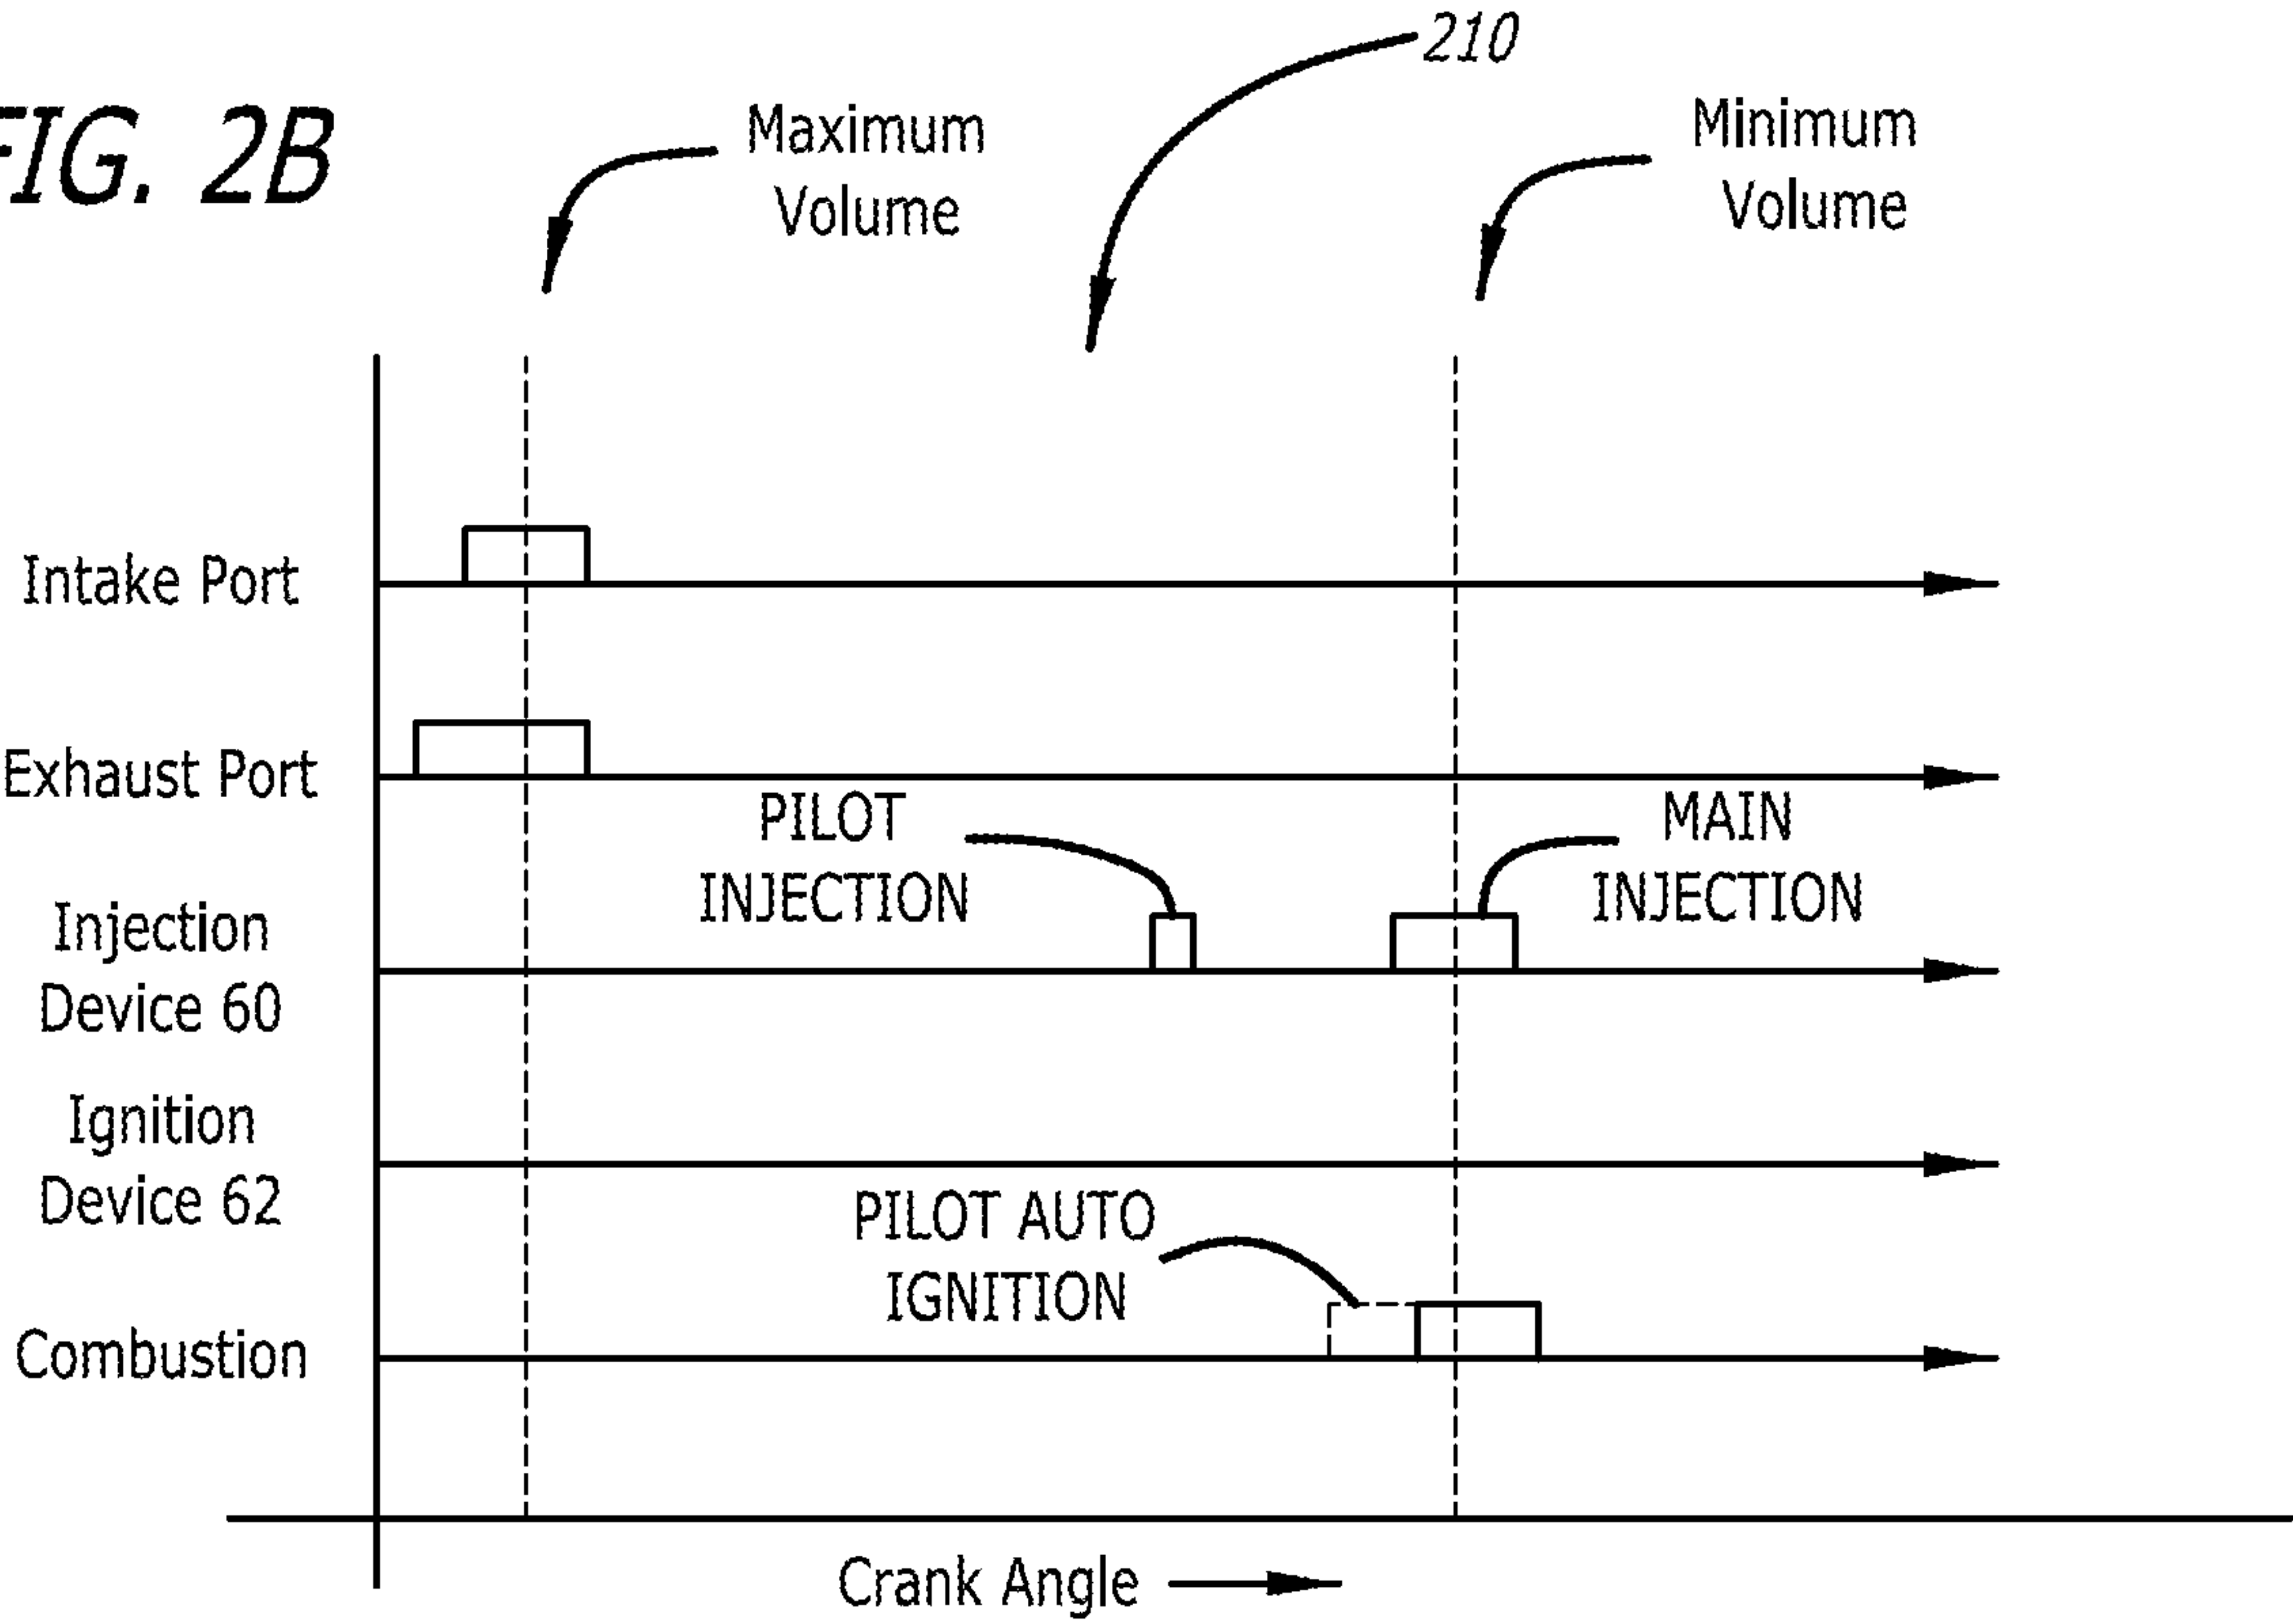 FIG. 2B
210
Maximum
Volume
Minimum
Volume
Intake Port
Exhaust Port
PILOT
INJECTION
MAIN
INJECTION
Injection
Device 60
Ignition
Device 62
PILOT AUTO
IGNITION
Combustion
Crank Angle